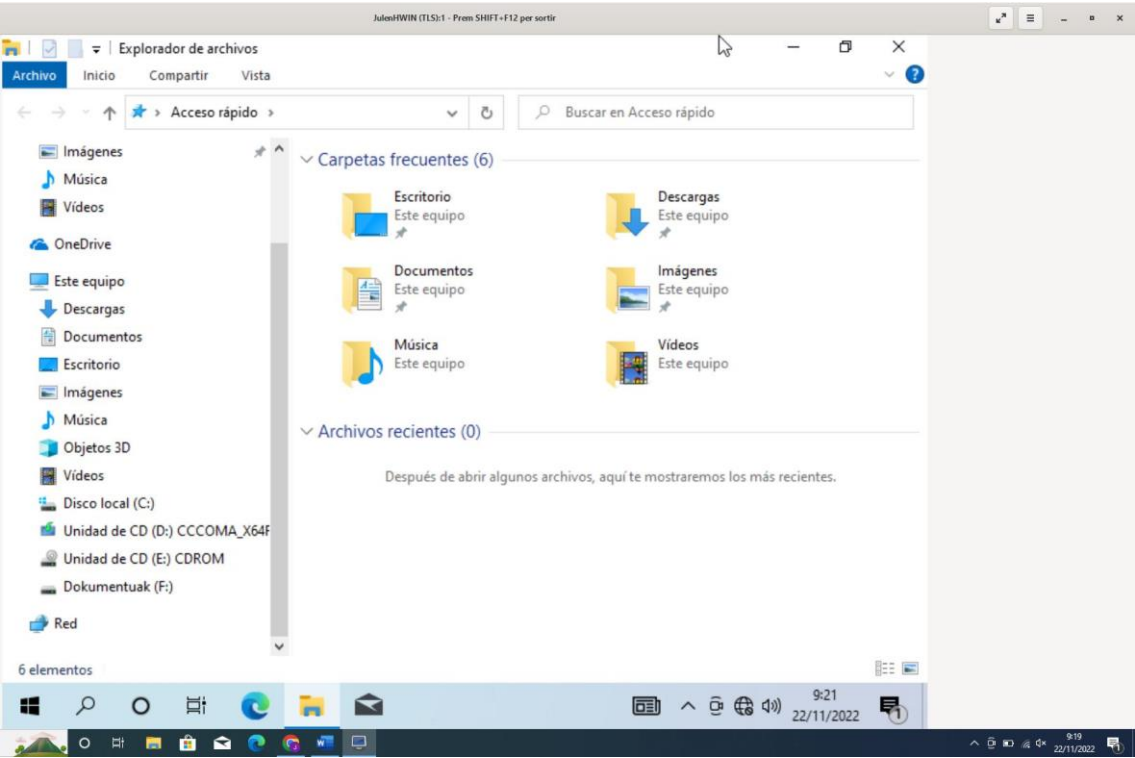 JulenHWIN (TLS):1 - Prem SHIFT+F12 per sortir
Explorador de archivos
Archivo Inicio Compartir Vista
Acceso rápido
Buscar en Acceso rápido
Imágenes
Música
Vídeos
OneDrive
Este equipo
Descargas
Documentos
Escritorio
Imágenes
Música
Objetos 3D
Vídeos
Disco local (C:)
Unidad de CD (D:) CCCOMA_X64F
Unidad de CD (E:) CDROM
Dokumentuak (F:)
Red
Carpetas frecuentes (6)
Escritorio
Este equipo
Descargas
Este equipo
Documentos
Este equipo
Imágenes
Este equipo
Música
Este equipo
Vídeos
Este equipo
Archivos recientes (0)
Después de abrir algunos archivos, aquí te mostraremos los más recientes.
6 elementos
9:21
22/11/2022
1
9:19
22/11/2022